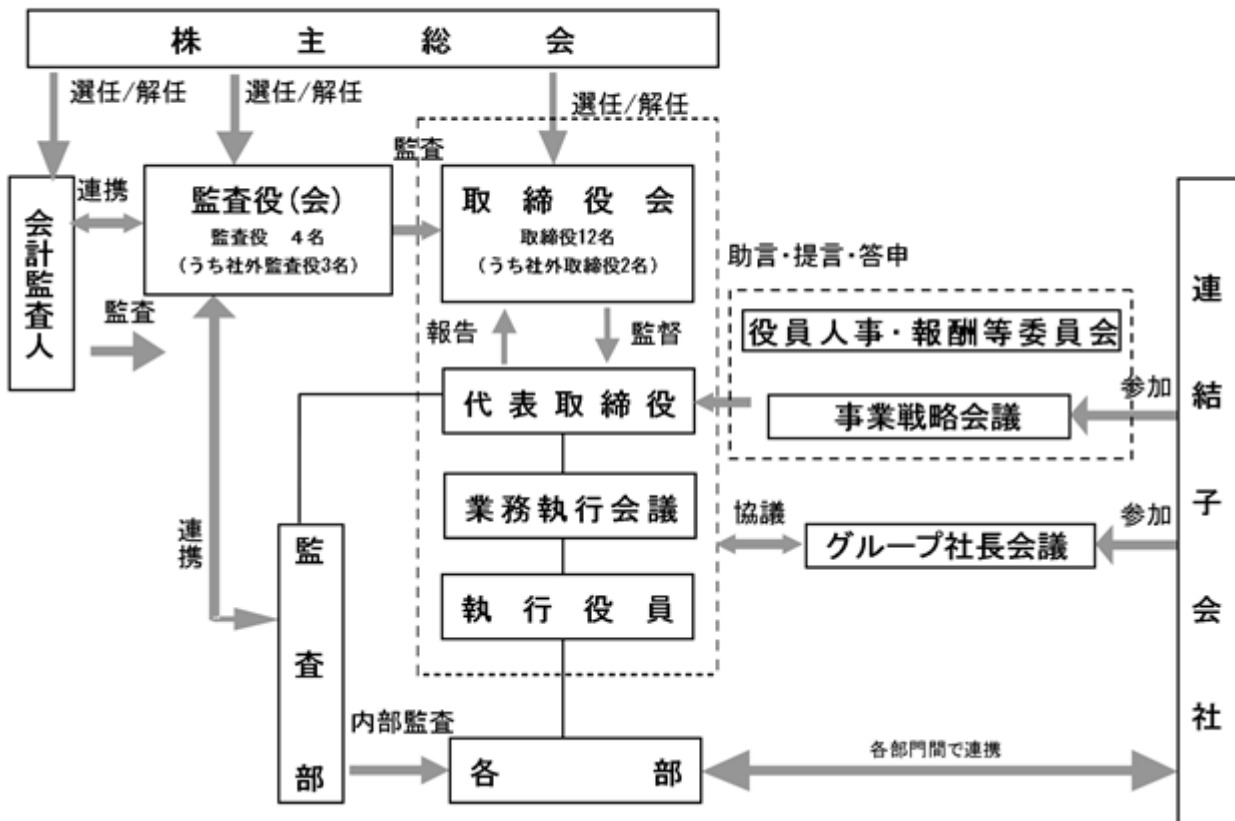 株主総会
選任/解任
選任/解任
選任/解任
監査
連携
監査役(会)
監査役 4名
(うち社外監査役3名)
取締役会
取締役12名
(うち社外取締役2名)
会計監査人
監査
助言・提言・答申
役員人事・報酬等委員会
報告
監督
代表取締役
事業戦略会議
参加
業務執行会議
協議
グループ社長会議
参加
連携
執行役員
監査部
内部監査
各部
各部門間で連携
連結子会社